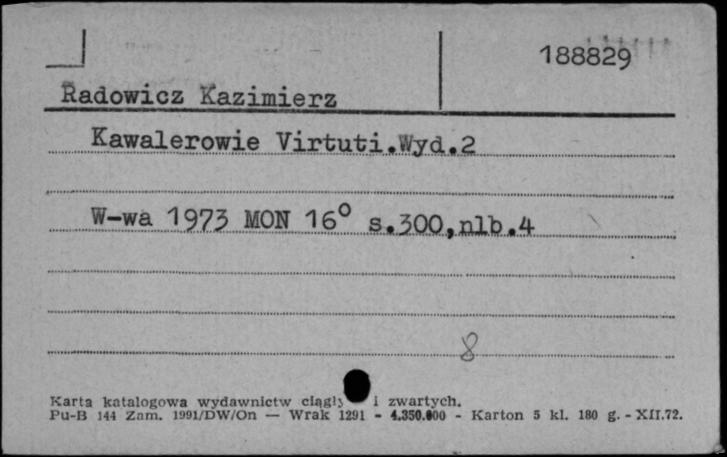 188829
Radowicz Kazimierz
Kawalerowie Virtuti.Wyd.2
W-wa 1973 MON 16° s.300,nlb.4
8
Karta katalogowa wydawnictw i zwartych.
Pu-B 144 Zam. 1991/DW/On — Wrak 1291 - 4.350.000 - Karton 5 kl. 180 g. - XII.72.